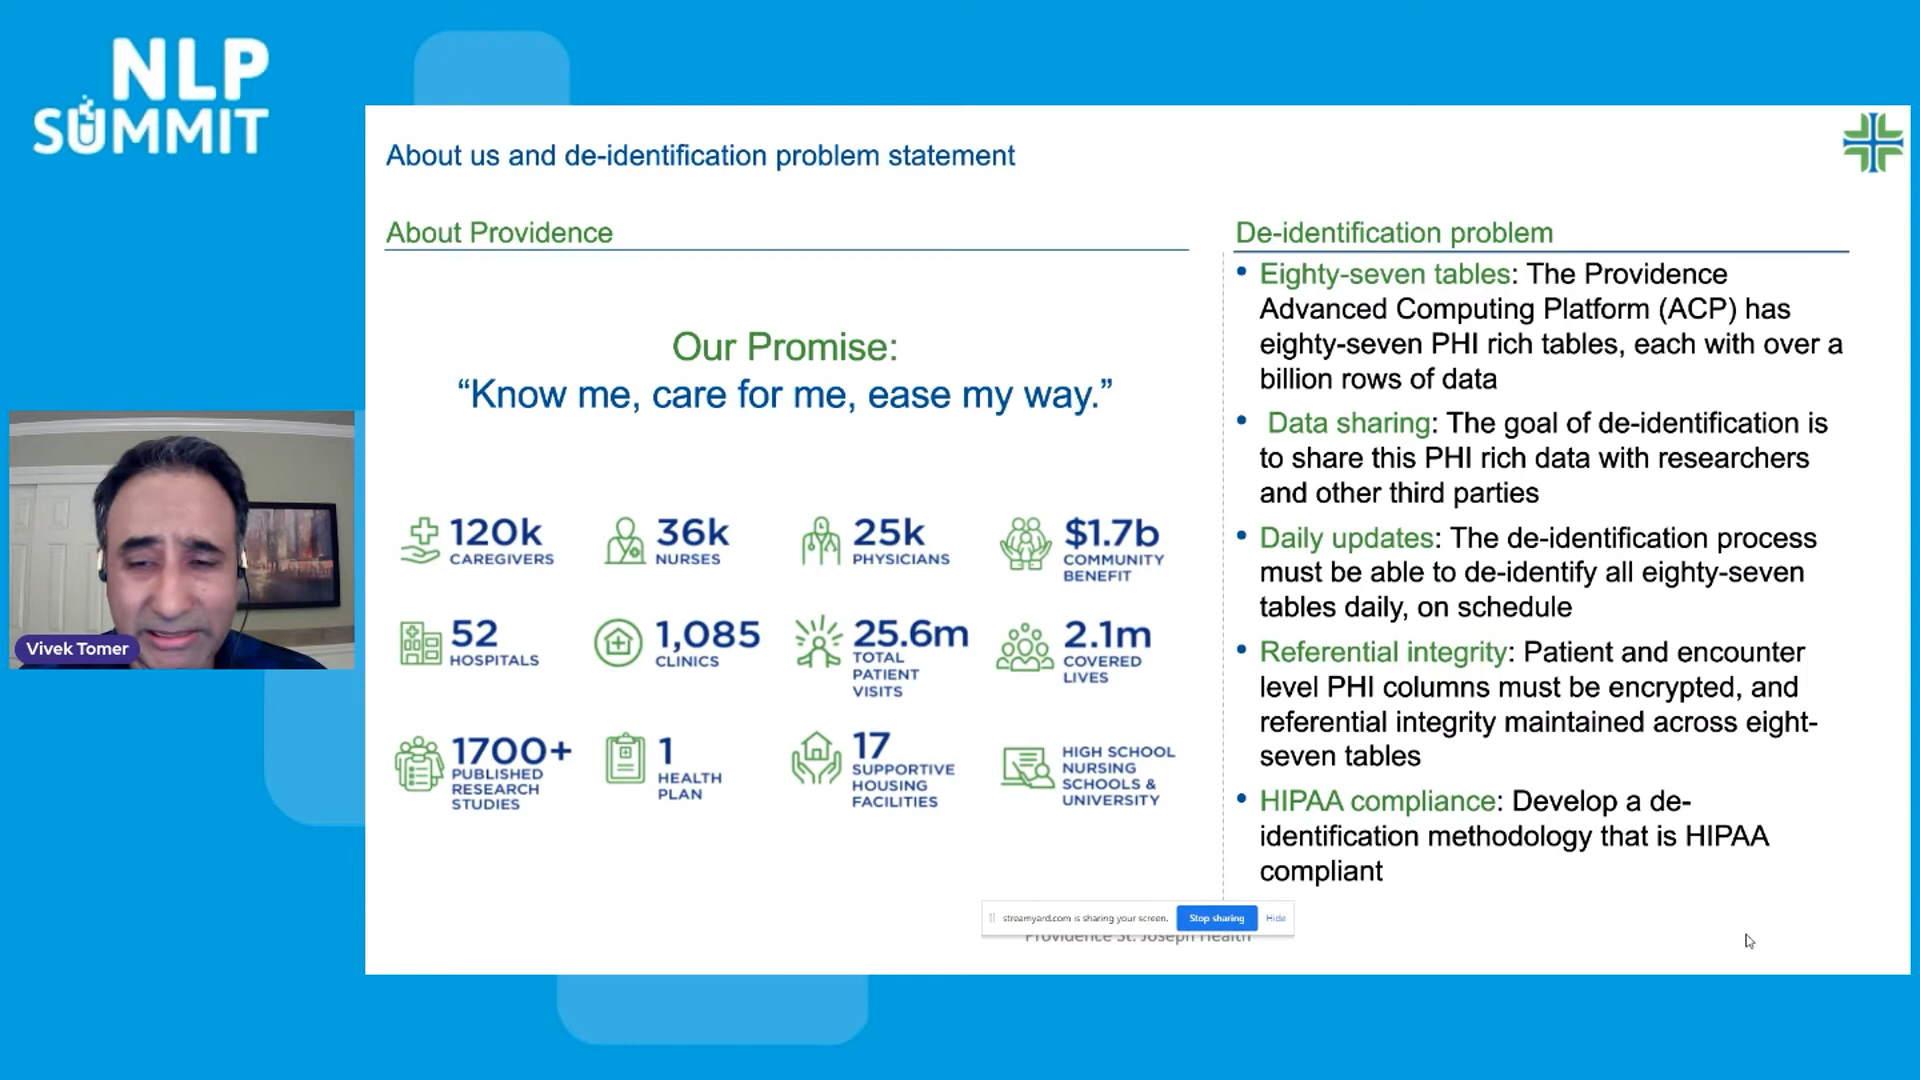 NLP
SUMMIT
About us and de-identification problem statement
About Providence
Our Promise:
“Know me, care for me, ease my way.”
120k
CAREGIVERS
36k
NURSES
25k
PHYSICIANS
$1.7b
COMMUNITY
BENEFIT
52
HOSPITALS
1,085
CLINICS
25.6m
TOTAL
PATIENT
VISITS
2.1m
COVERED
LIVES
1700+
PUBLISHED
RESEARCH
STUDIES
1
HEALTH
PLAN
17
SUPPORTIVE
HOUSING
FACILITIES
HIGH SCHOOL
NURSING
SCHOOLS &
UNIVERSITY
De-identification problem
• Eighty-seven tables: The Providence
Advanced Computing Platform (ACP) has
eighty-seven PHI rich tables, each with over a
billion rows of data
• Data sharing: The goal of de-identification is
to share this PHI rich data with researchers
and other third parties
• Daily updates: The de-identification process
must be able to de-identify all eighty-seven
tables daily, on schedule
• Referential integrity: Patient and encounter
level PHI columns must be encrypted, and
referential integrity maintained across eight-
seven tables
• HIPAA compliance: Develop a de-
identification methodology that is HIPAA
compliant
Vivek Tomer
streamyard.com is sharing your screen.
Stop sharing
Hide
Providence St. Joseph Health